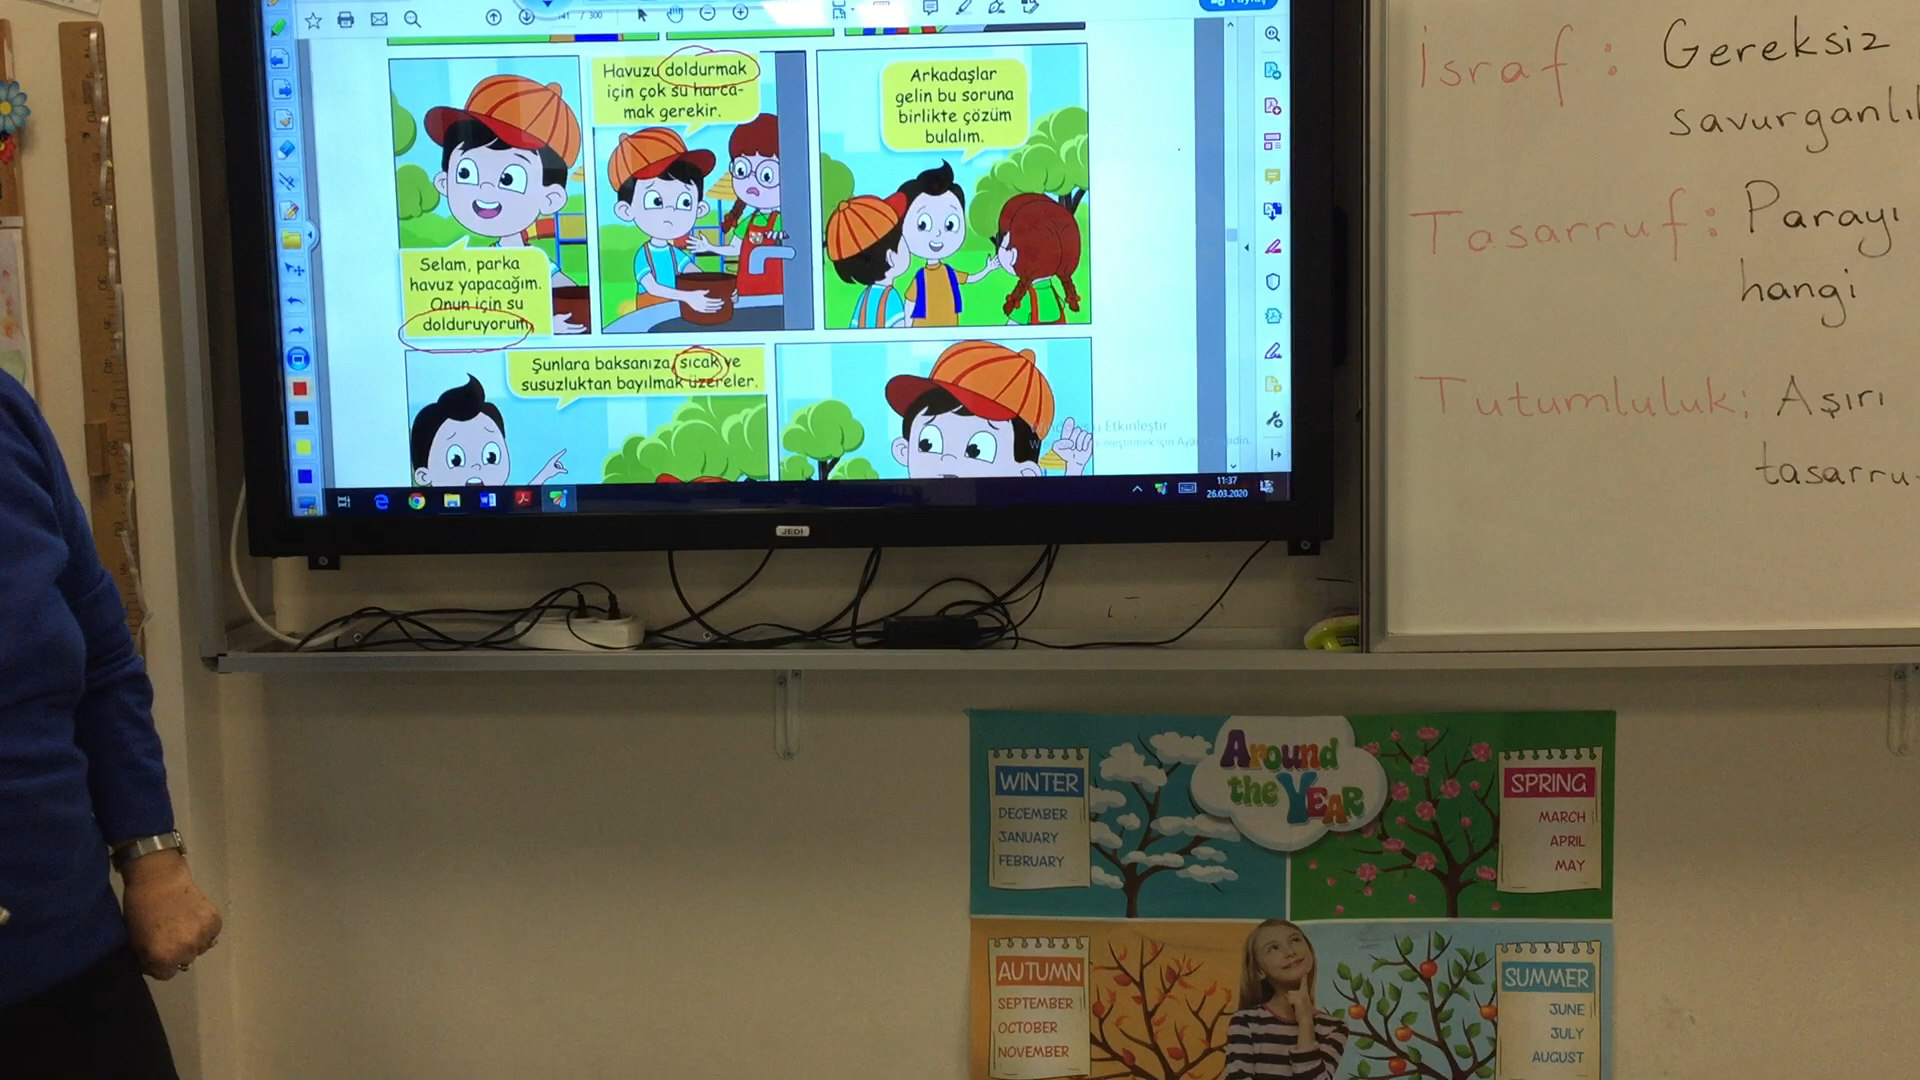 41 / 300
Havuzu doldurmak
için çok su harca-
mak gerekir.
Arkadaşlar
gelin bu soruna
birlikte çözüm
bulalım.
Selam, parka
havuz yapacağım.
Onun için su
dolduruyorum.
Şunlara baksanıza, sıcak ve
susuzluktan bayılmak üzereler.
Etkinleştir
11:37
26.03.2020
JEDI
İsraf : Gereksiz
savurganlı
Tasarruf : Parayı
hangi
Tutumluluk : Aşırı
tasarru
Around
the YEAR
WINTER
DECEMBER
JANUARY
FEBRUARY
SPRING
MARCH
APRIL
MAY
AUTUMN
SEPTEMBER
OCTOBER
NOVEMBER
SUMMER
JUNE
JULY
AUGUST